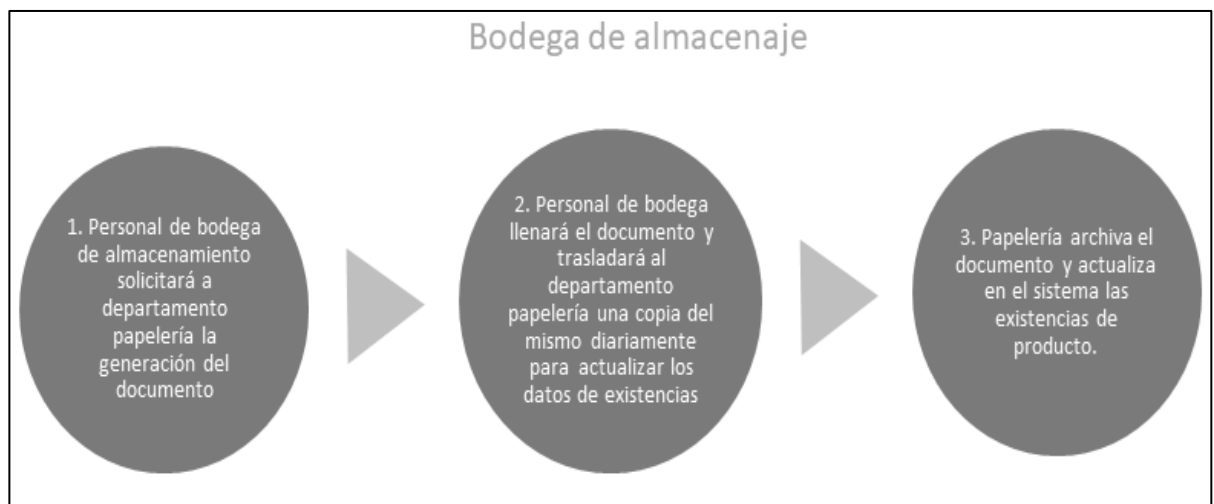 Bodega de almacenaje
1. Personal de bodega
de almacenamiento
solicitará a
departamento
papelería la
generación del
documento
2. Personal de bodega
llenará el documento y
trasladará al
departamento
papelería una copia del
mismo diariamente
para actualizar los
datos de existencias
3. Papelería archiva el
documento y actualiza
en el sistema las
existencias de
producto.